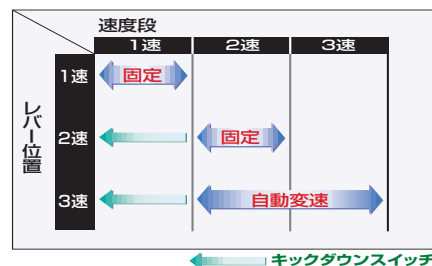 速度段
1速 2速 3速
レバー位置
1速 固定
2速 固定
3速 自動変速
キックダウンスイッチ